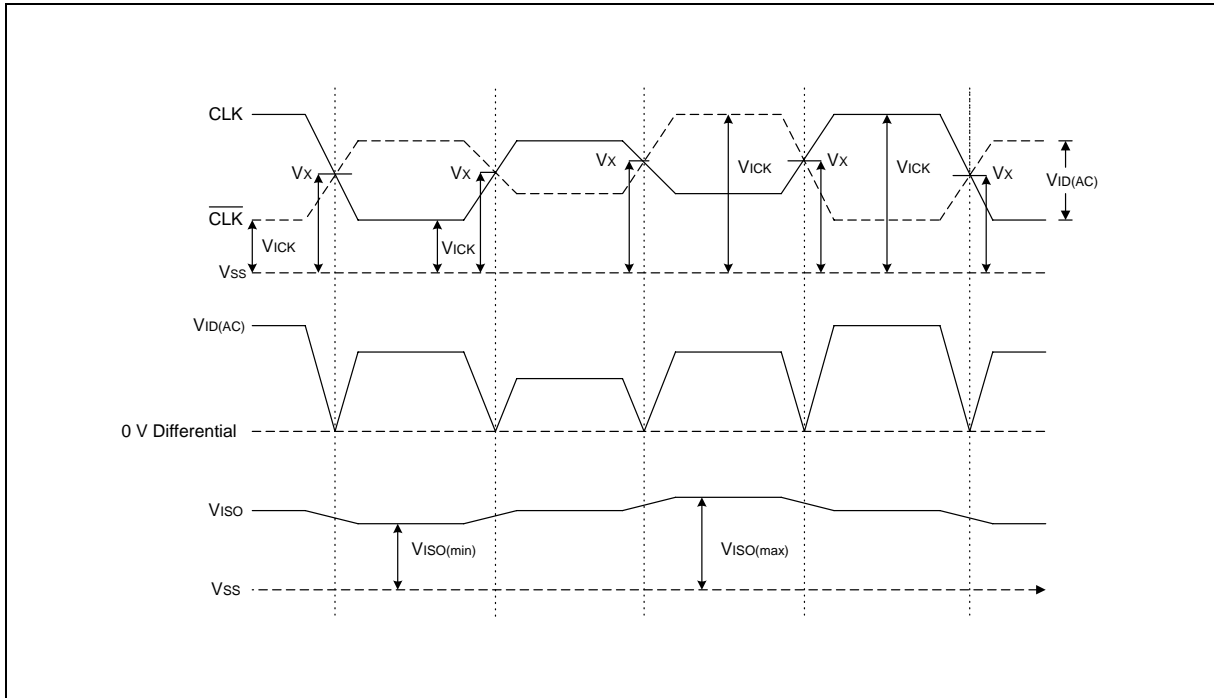 CLK
VX
VX
VX
VICK
VX
VICK
VX
VID(AC)
CLK
VICK
VICK
VSS
VID(AC)
0 V Differential
VISO
VISO(min)
VISO(max)
VSS